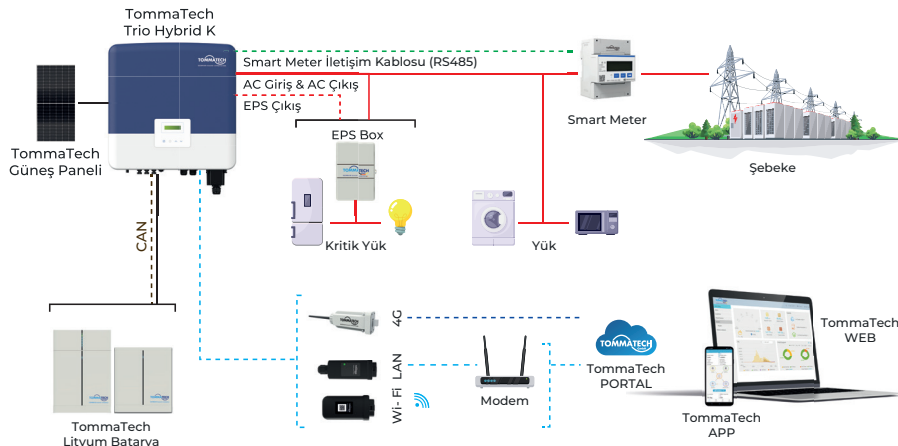 TommaTech
Trio Hybrid K
TOMMATECH
Smart Meter İletişim Kablosu (RS485)
AC Giriş & AC Çıkış
EPS Çıkış
EPS Box
Smart Meter
Şebeke
TommaTech
Güneş Paneli
CAN
Kritik Yük
Yük
4G
LAN
Wi- Fi
Modem
TOMMATECH
TommaTech
PORTAL
TommaTech
WEB
TommaTech
APP
TommaTech
Lityum Batarya